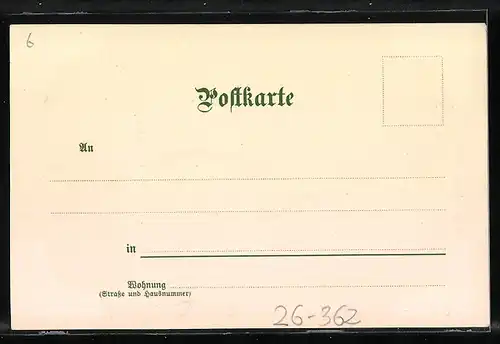 6
Postkarte
An
in
Wohnung
(Straße und Hausnummer)
26-362